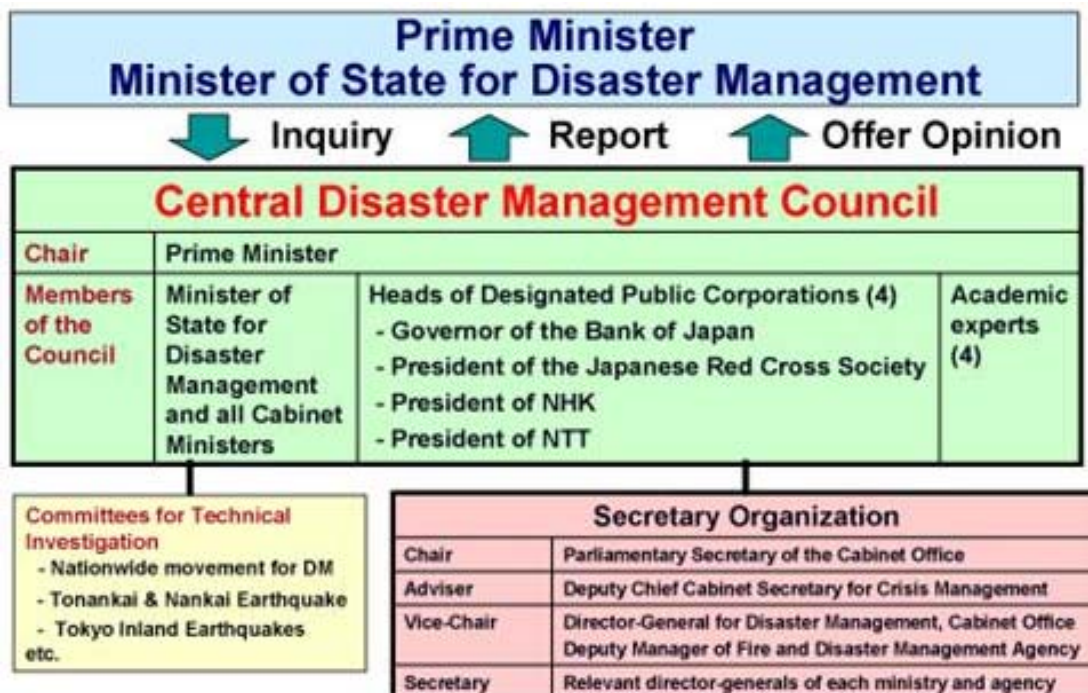 Prime Minister
Minister of State for Disaster Management
Inquiry Report Offer Opinion
Central Disaster Management Council
Chair Prime Minister
Members of the Council
Minister of
State for
Disaster
Management
and all Cabinet
Ministers
Heads of Designated Public Corporations (4)
- Governor of the Bank of Japan
- President of the Japanese Red Cross Society
- President of NHK
- President of NTT
Academic
experts
(4)
Committees for Technical
Investigation
- Nationwide movement for DM
- Tonankai & Nankai Earthquake
- Tokyo Inland Earthquakes
etc.
Secretary Organization
Chair Parliamentary Secretary of the Cabinet Office
Adviser Deputy Chief Cabinet Secretary for Crisis Management
Vice-Chair Director-General for Disaster Management, Cabinet Office
Deputy Manager of Fire and Disaster Management Agency
Secretary Relevant director-generals of each ministry and agency